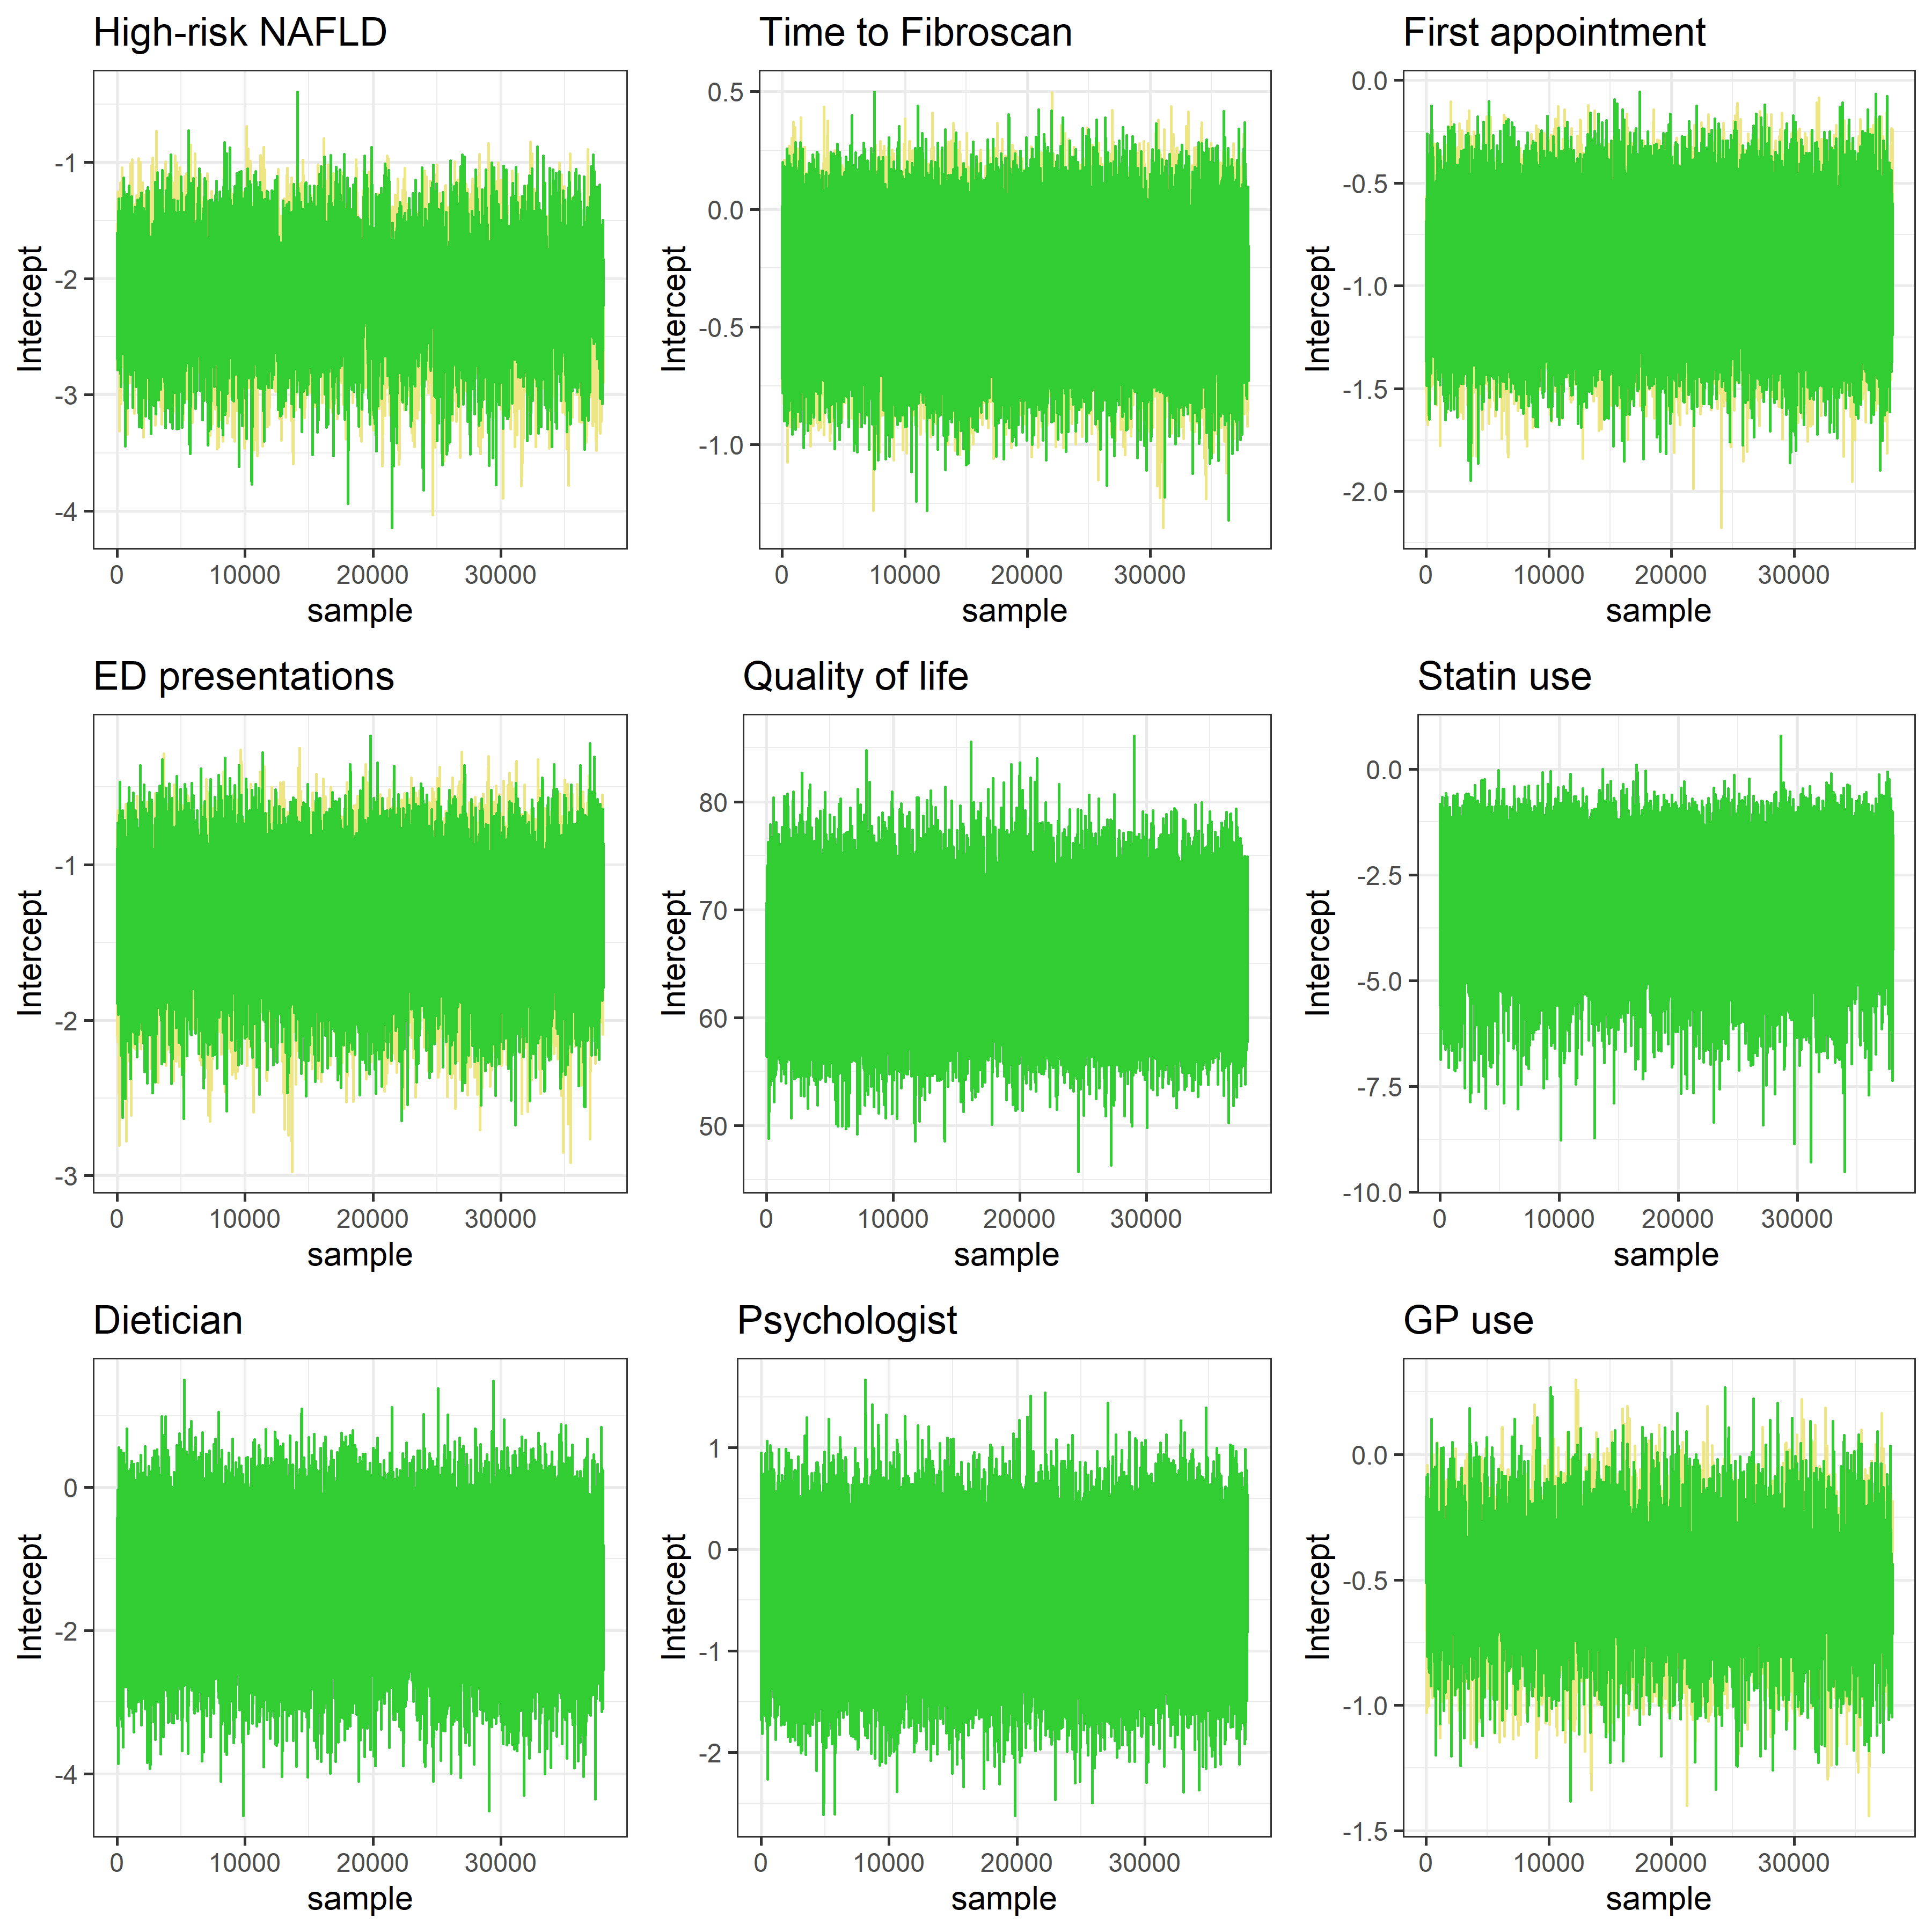 High-risk NAFLD
Intercept
-1
-2
-3
-4
0 10000 20000 30000
sample
Time to Fibroscan
Intercept
0.5
0.0
-0.5
-1.0
0 10000 20000 30000
sample
First appointment
Intercept
0.0
-0.5
-1.0
-1.5
-2.0
0 10000 20000 30000
sample
ED presentations
Intercept
-1
-2
-3
0 10000 20000 30000
sample
Quality of life
Intercept
80
70
60
50
0 10000 20000 30000
sample
Statin use
Intercept
0.0
-2.5
-5.0
-7.5
-10.0
0 10000 20000 30000
sample
Dietician
Intercept
0
-2
-4
0 10000 20000 30000
sample
Psychologist
Intercept
1
0
-1
-2
0 10000 20000 30000
sample
GP use
Intercept
0.0
-0.5
-1.0
-1.5
0 10000 20000 30000
sample